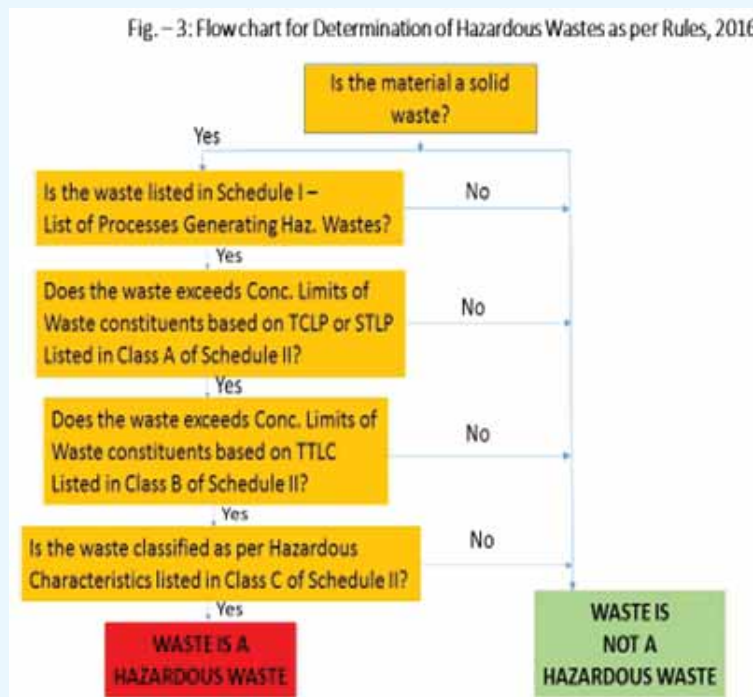 Fig. – 3: Flow chart for Determination of Hazardous Wastes as per Rules, 2016
Is the material a solid
waste?
Yes
Is the waste listed in Schedule I –
List of Processes Generating Haz. Wastes?
No
Yes
Does the waste exceeds Conc. Limits of
Waste constituents based on TCLP or STLP
Listed in Class A of Schedule II?
No
Yes
Does the waste exceeds Conc. Limits of
Waste constituents based on TTLC
Listed in Class B of Schedule II?
No
Yes
Is the waste classified as per Hazardous
Characteristics listed in Class C of Schedule II?
No
Yes
WASTE IS A
HAZARDOUS WASTE
WASTE IS
NOT A
HAZARDOUS WASTE